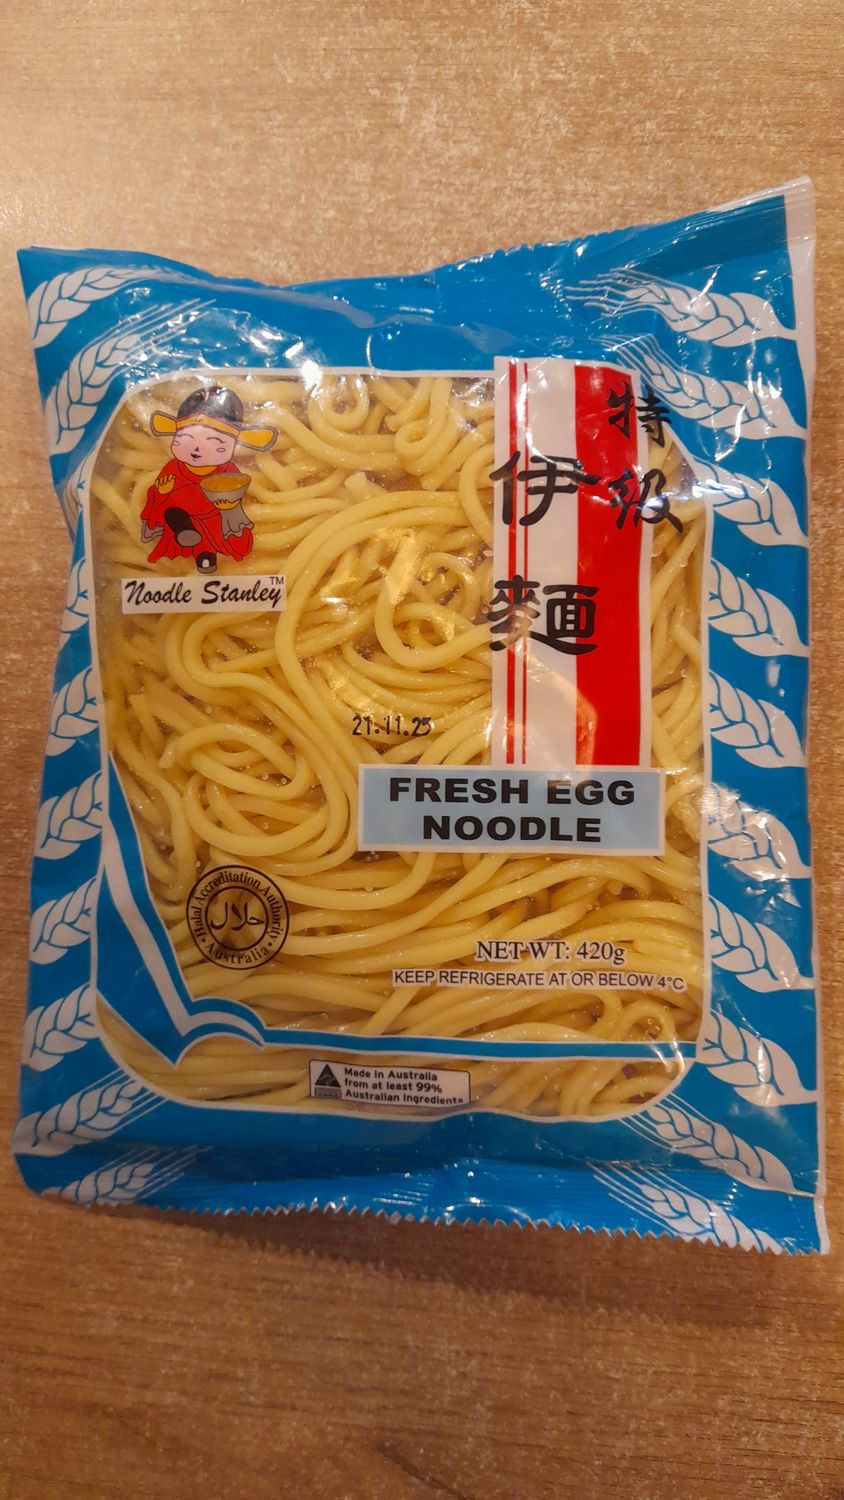 特級
伊麵
Noodle Stanley™
21.11.25
FRESH EGG
NOODLE
Halal Accreditation Authority
حلال
• Australia •
NET WT: 420g
KEEP REFRIGERATE AT OR BELOW 4°C
Made in Australia
from at least 99%
Australian ingredients